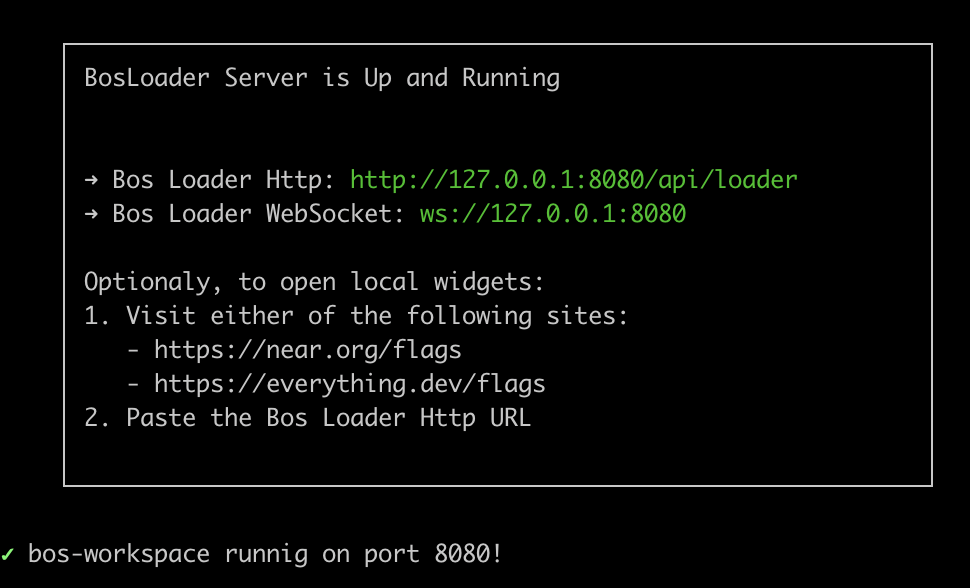 BosLoader Server is Up and Running
→ Bos Loader Http: http://127.0.0.1:8080/api/loader
→ Bos Loader WebSocket: ws://127.0.0.1:8080
Optionaly, to open local widgets:
1. Visit either of the following sites:
- https://near.org/flags
- https://everything.dev/flags
2. Paste the Bos Loader Http URL
✓ bos-workspace runnig on port 8080!